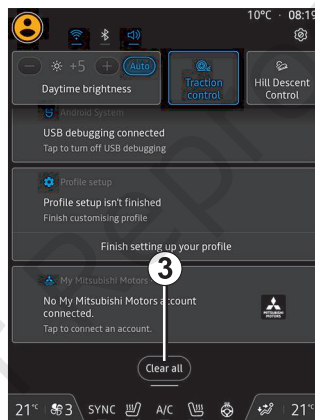 10°C · 08:19
− +5 + Auto
Daytime brightness
Traction
control
Hill Descent
Control
Android System
USB debugging connected
Tap to turn off USB debugging
Profile setup
Profile setup isn't finished
Finish customising profile
Finish setting up your profile
My Mitsubishi Motors
3
No My Mitsubishi Motors account
connected.
Tap to connect an account.
MITSUBISHI
MOTORS
Clear all
21°C 3 SYNC A/C 21°